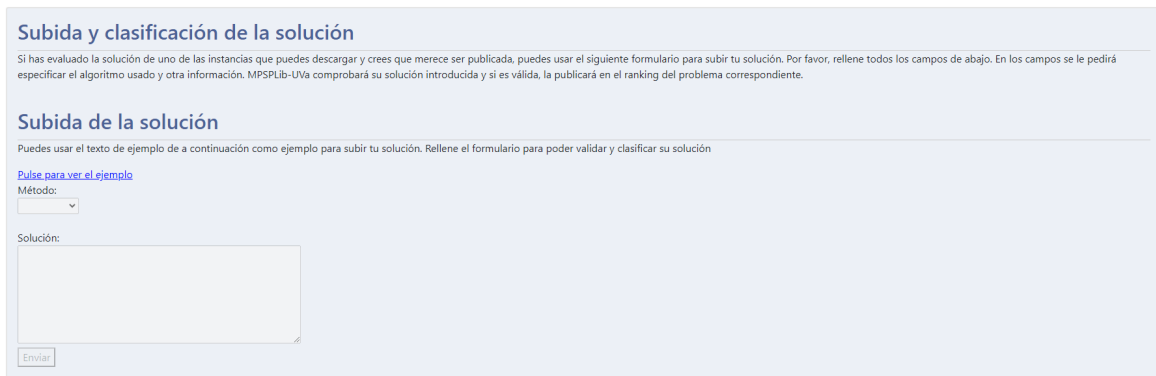 Subida y clasificación de la solución
Si has evaluado la solución de uno de las instancias que puedes descargar y crees que merece ser publicada, puedes usar el siguiente formulario para subir tu solución. Por favor, rellene todos los campos de abajo. En los campos se le pedirá
especificar el algoritmo usado y otra información. MPSPLib-UVa comprobará su solución introducida y si es válida, la publicará en el ranking del problema correspondiente.
Subida de la solución
Puedes usar el texto de ejemplo de a continuación como ejemplo para subir tu solución. Rellene el formulario para poder validar y clasificar su solución
Pulse para ver el ejemplo
Método:
Solución:
Enviar